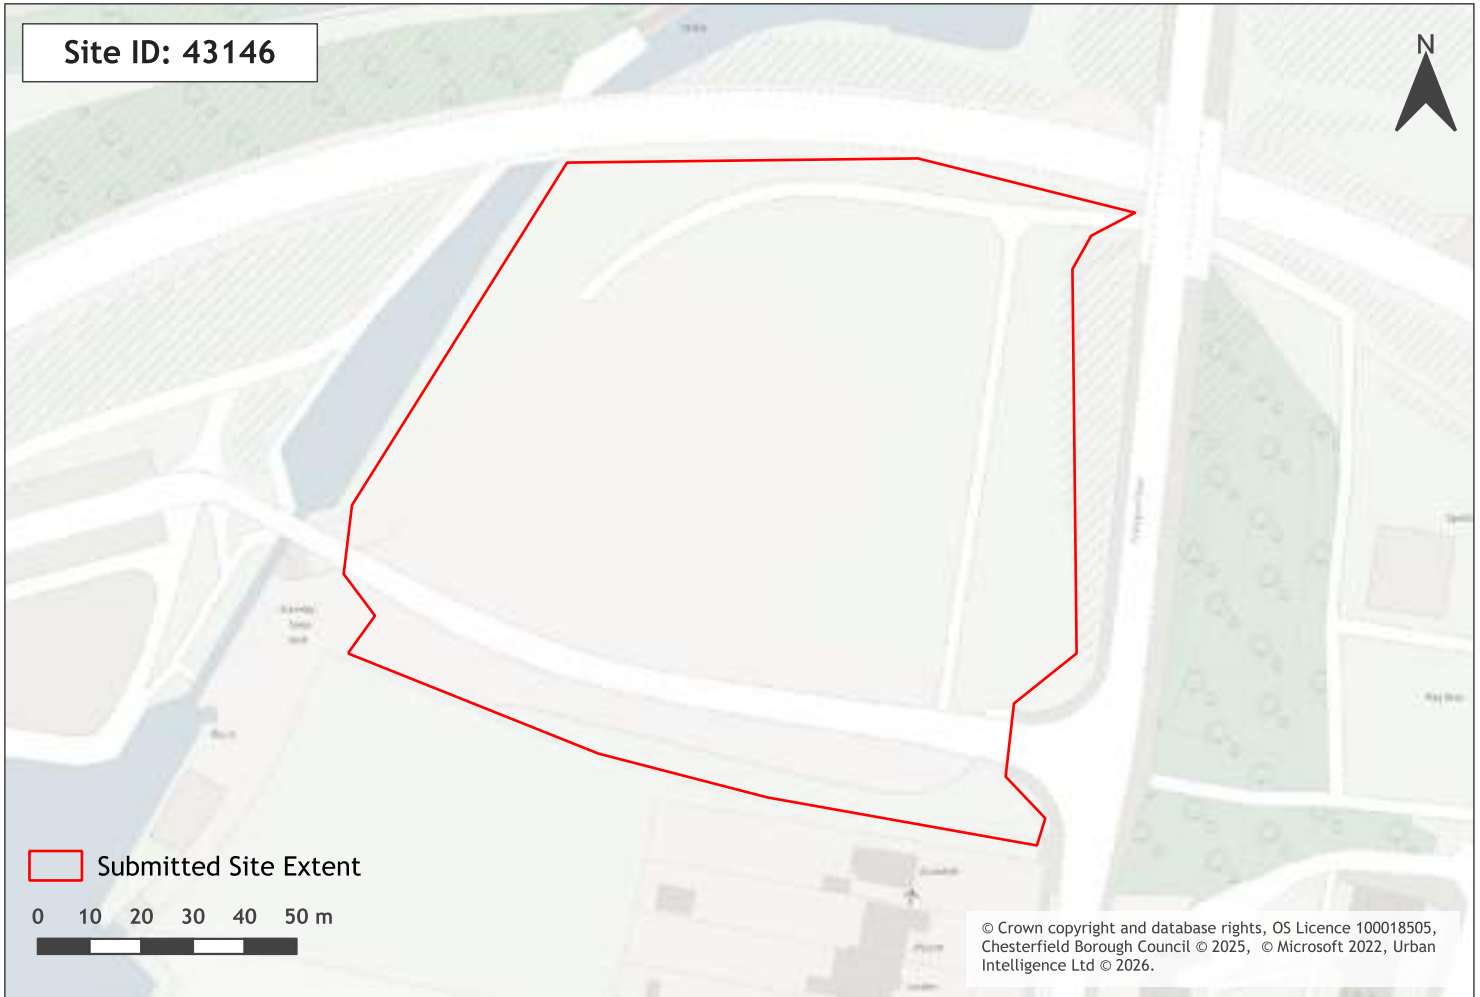 Site ID: 43146
N
Submitted Site Extent
0 10 20 30 40 50 m
© Crown copyright and database rights, OS Licence 100018505,
Chesterfield Borough Council © 2025, © Microsoft 2022, Urban
Intelligence Ltd © 2026.